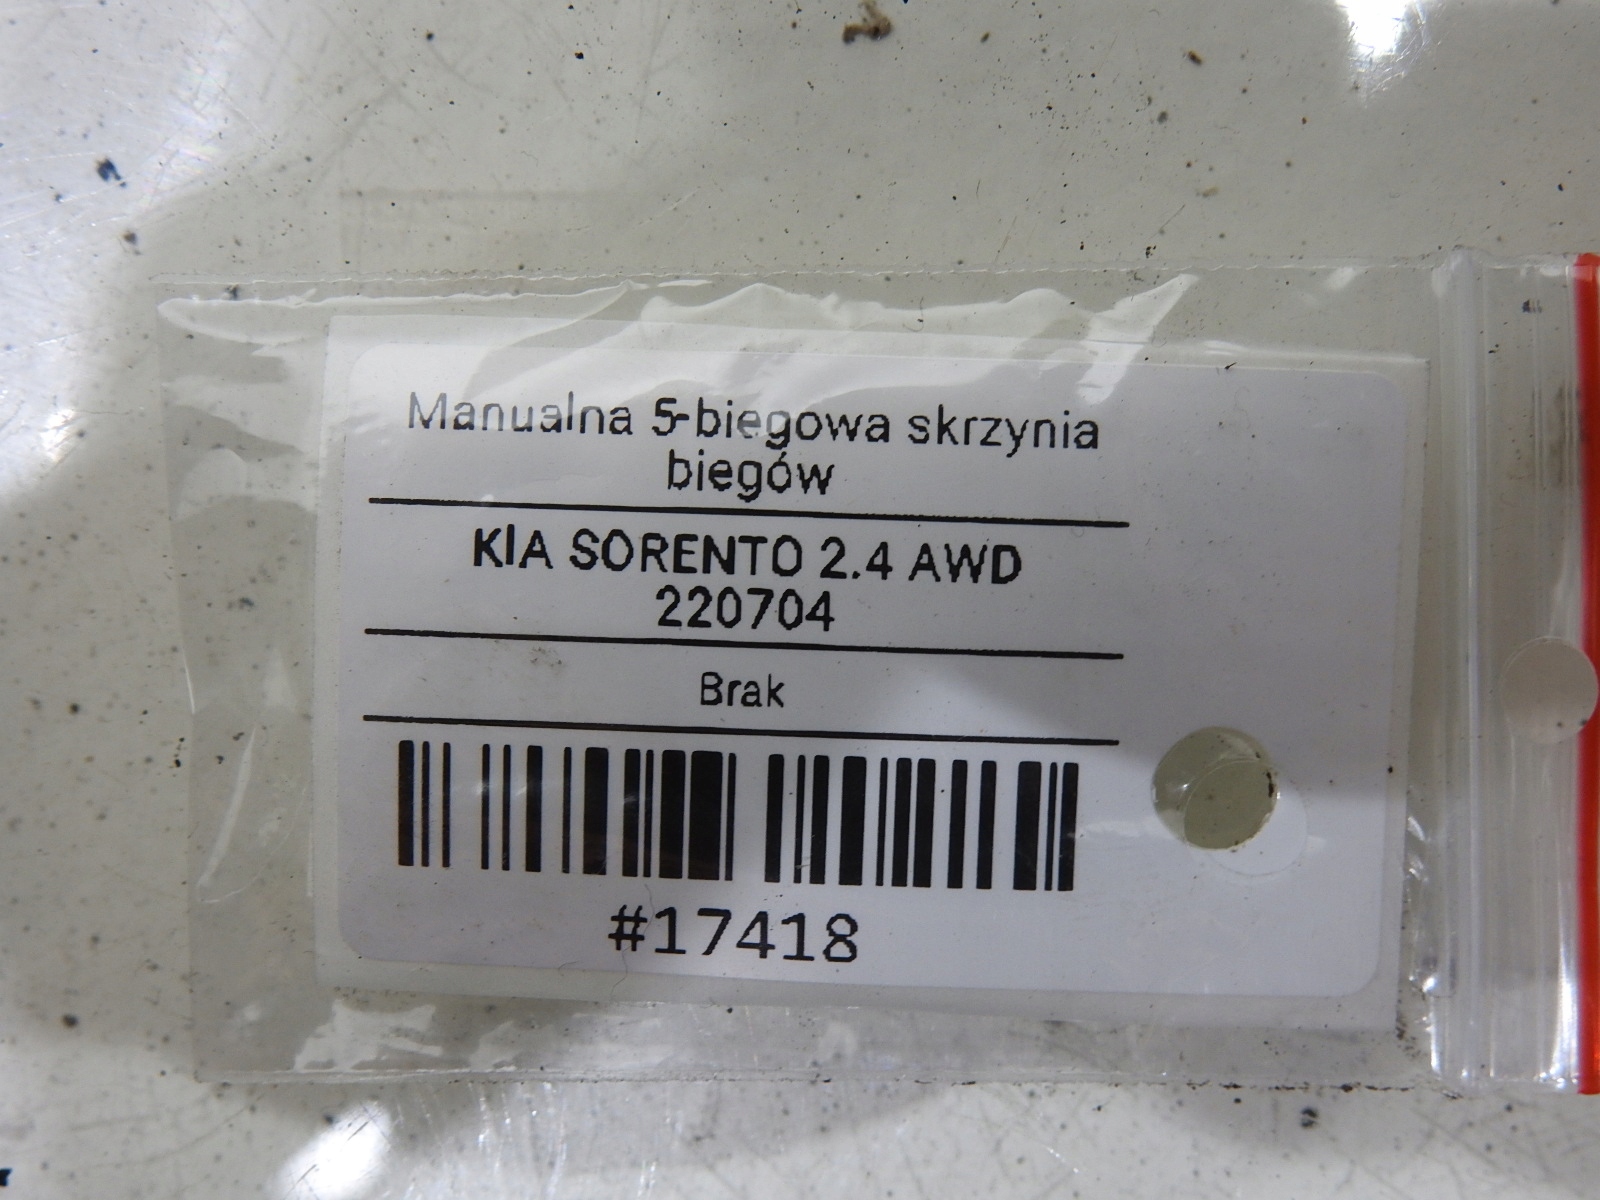 Manualna 5-biegowa skrzynia
biegów
KIA SORENTO 2.4 AWD
220704
Brak
#17418